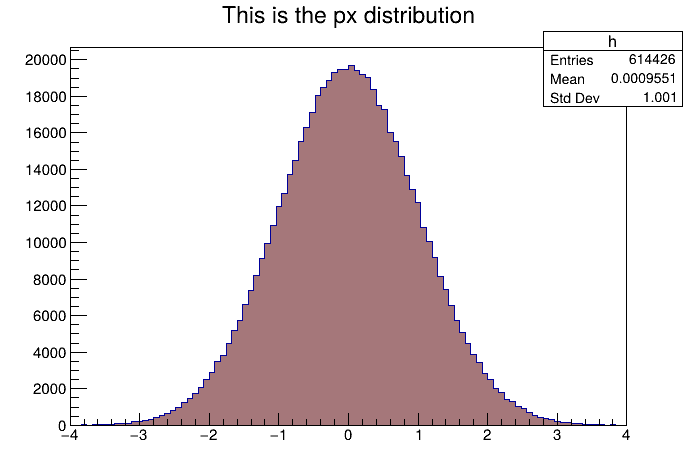 This is the px distribution
h
Entries 614426
Mean 0.0009551
Std Dev 1.001
20000
18000
16000
14000
12000
10000
8000
6000
4000
2000
0
−4 −3 −2 −1 0 1 2 3 4